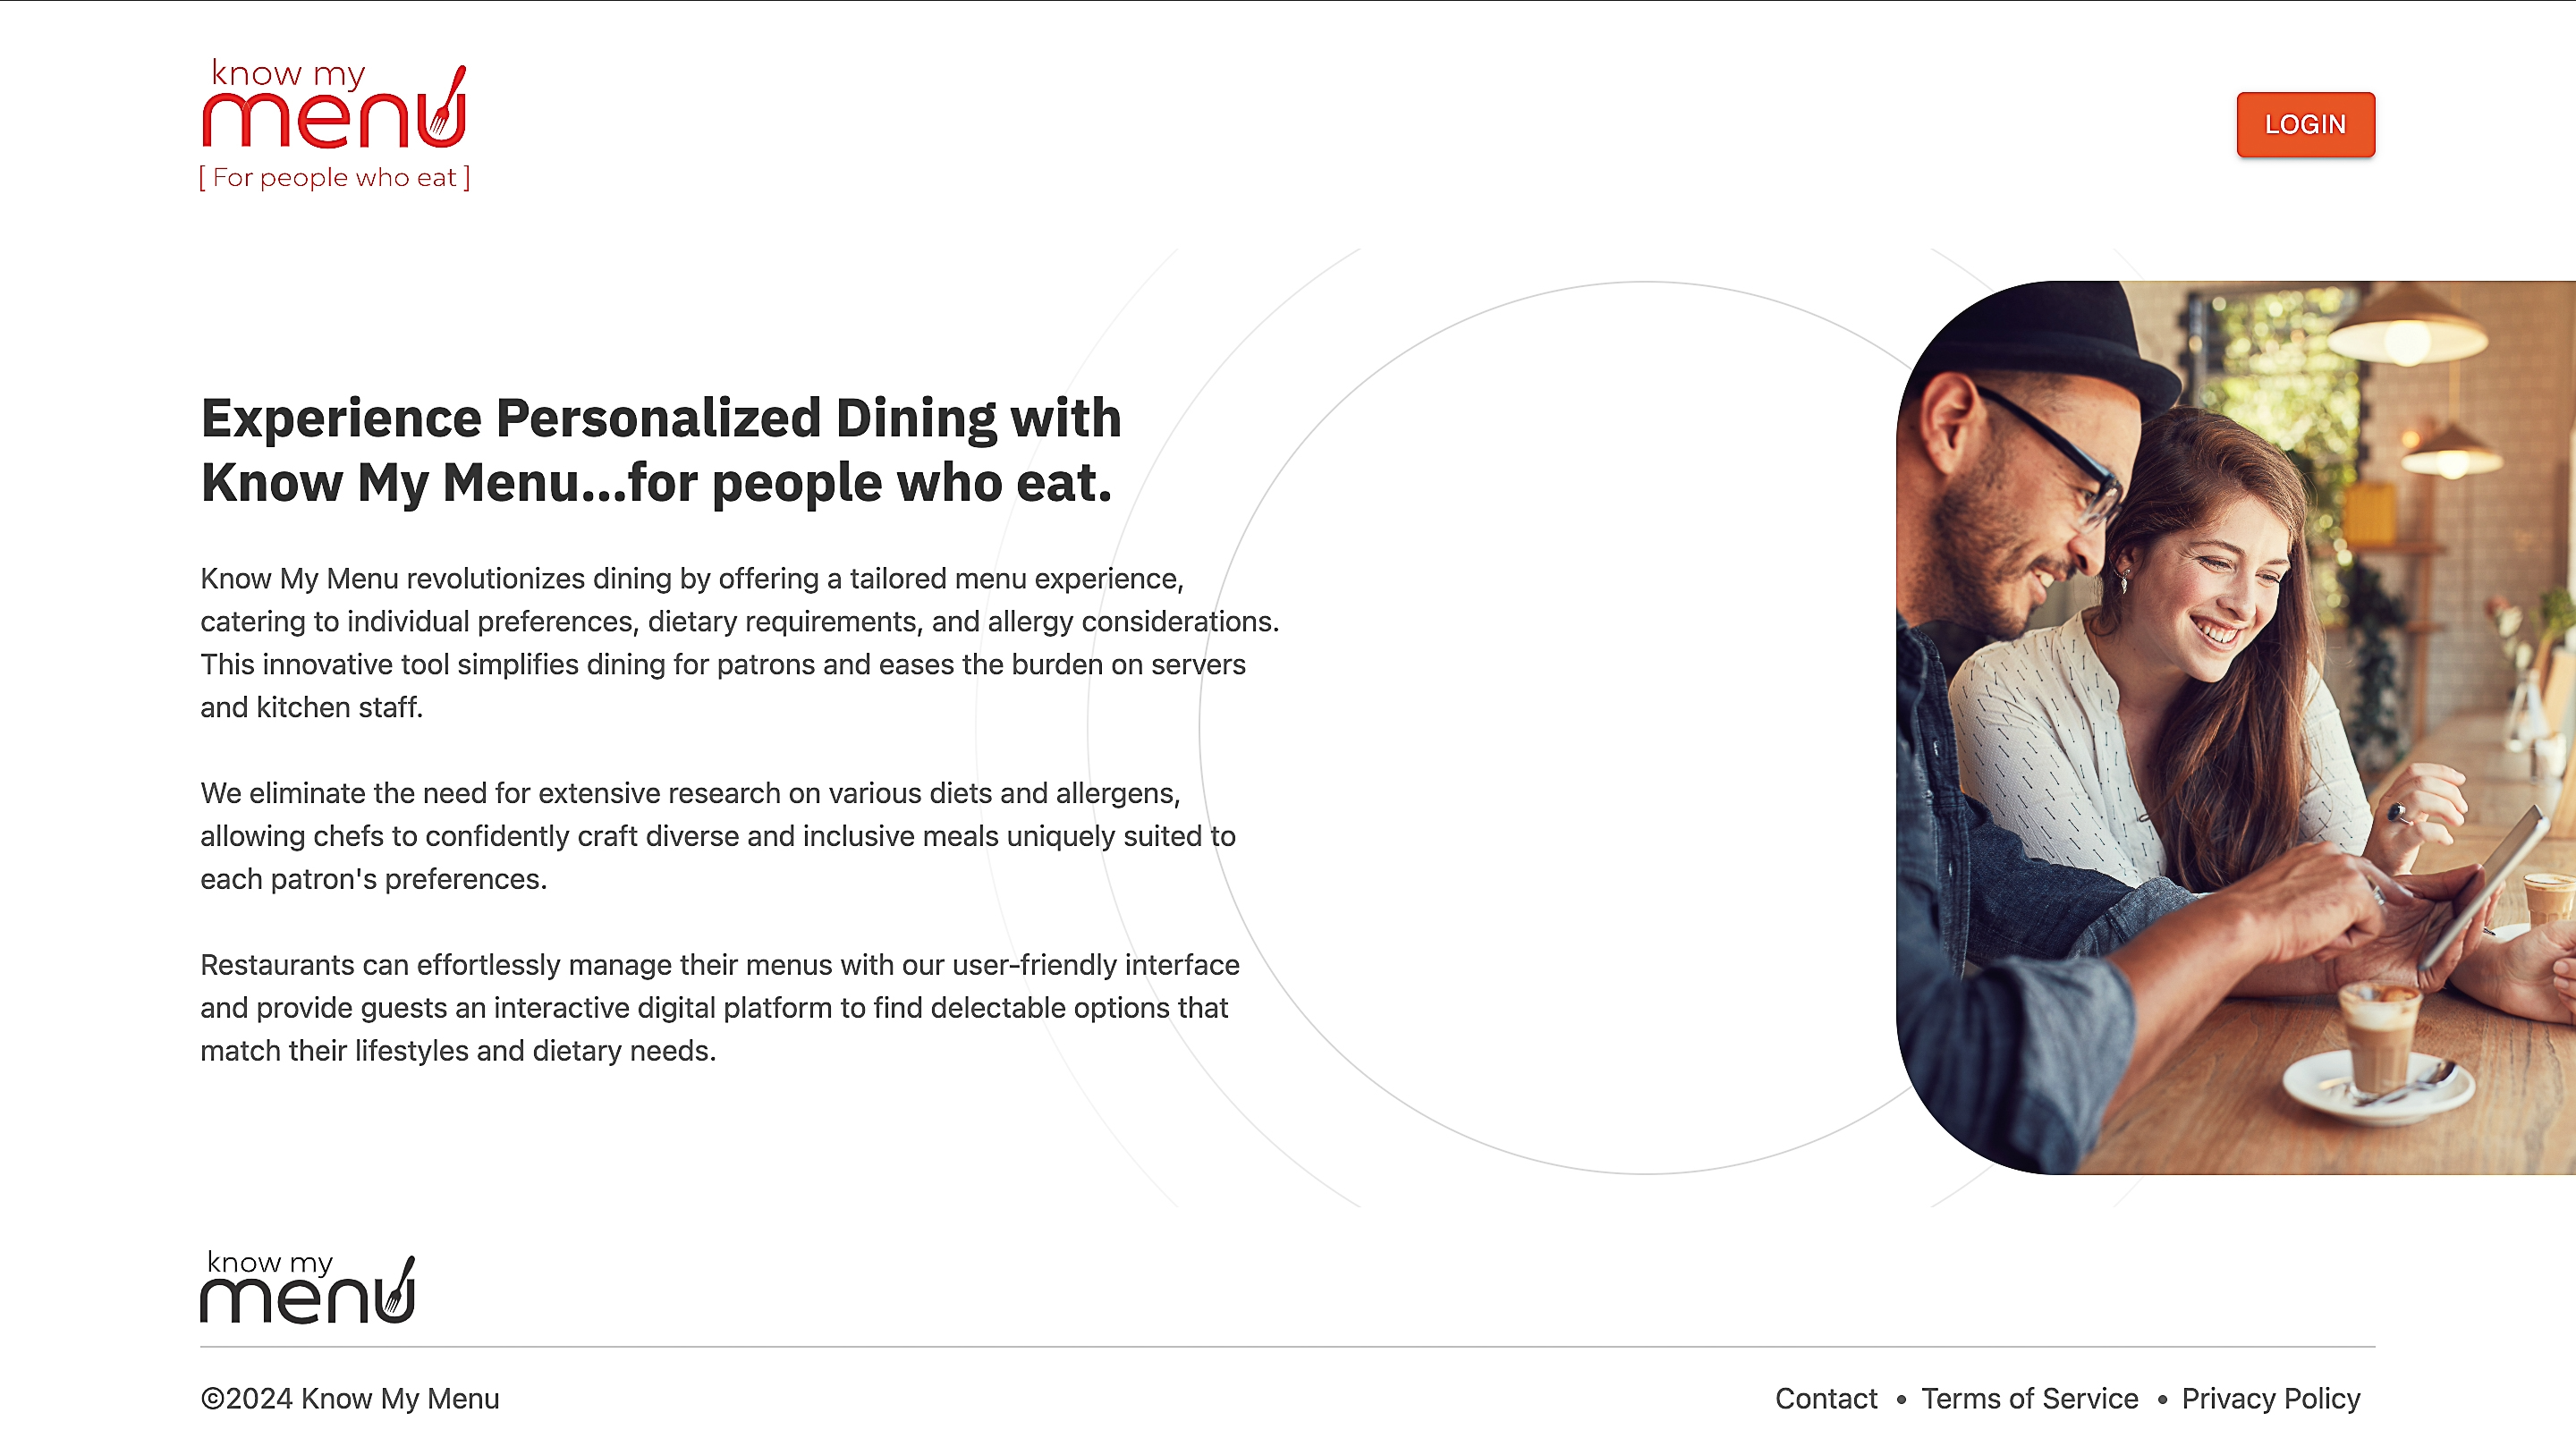 know my
menu
[ For people who eat ]
LOGIN
Experience Personalized Dining with
Know My Menu...for people who eat.
Know My Menu revolutionizes dining by offering a tailored menu experience,
catering to individual preferences, dietary requirements, and allergy considerations.
This innovative tool simplifies dining for patrons and eases the burden on servers
and kitchen staff.
We eliminate the need for extensive research on various diets and allergens,
allowing chefs to confidently craft diverse and inclusive meals uniquely suited to
each patron's preferences.
Restaurants can effortlessly manage their menus with our user-friendly interface
and provide guests an interactive digital platform to find delectable options that
match their lifestyles and dietary needs.
know my
menu
©2024 Know My Menu
Contact • Terms of Service • Privacy Policy